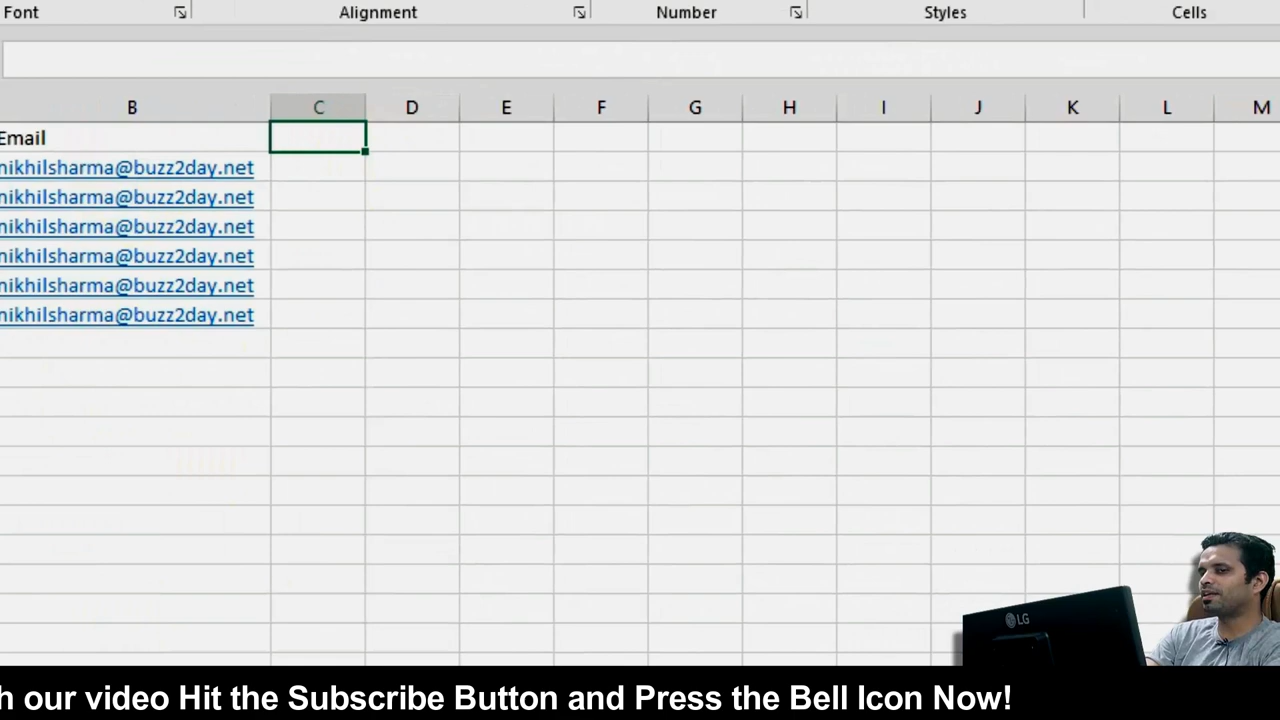 Font Alignment Number Styles Cells
B C D E F G H I J K L M
Email
nikhilsharma@buzz2day.net
nikhilsharma@buzz2day.net
nikhilsharma@buzz2day.net
nikhilsharma@buzz2day.net
nikhilsharma@buzz2day.net
nikhilsharma@buzz2day.net
LG
h our video Hit the Subscribe Button and Press the Bell Icon Now!